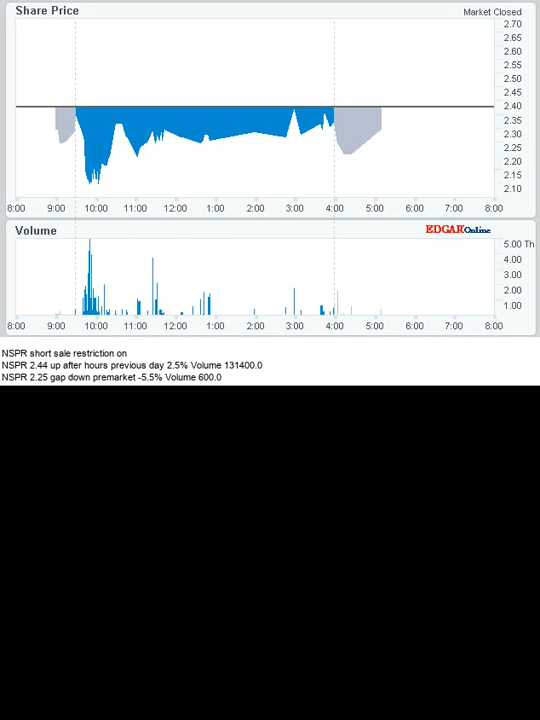 Share Price
Market Closed
2.70
2.65
2.60
2.55
2.50
2.45
2.40
2.35
2.30
2.25
2.20
2.15
2.10
8:00 9:00 10:00 11:00 12:00 1:00 2:00 3:00 4:00 5:00 6:00 7:00 8:00
Volume
EDGAR Online
5.00 Th
4.00
3.00
2.00
1.00
8:00 9:00 10:00 11:00 12:00 1:00 2:00 3:00 4:00 5:00 6:00 7:00 8:00
NSPR short sale restriction on
NSPR 2.44 up after hours previous day 2.5% Volume 131400.0
NSPR 2.25 gap down premarket -5.5% Volume 600.0